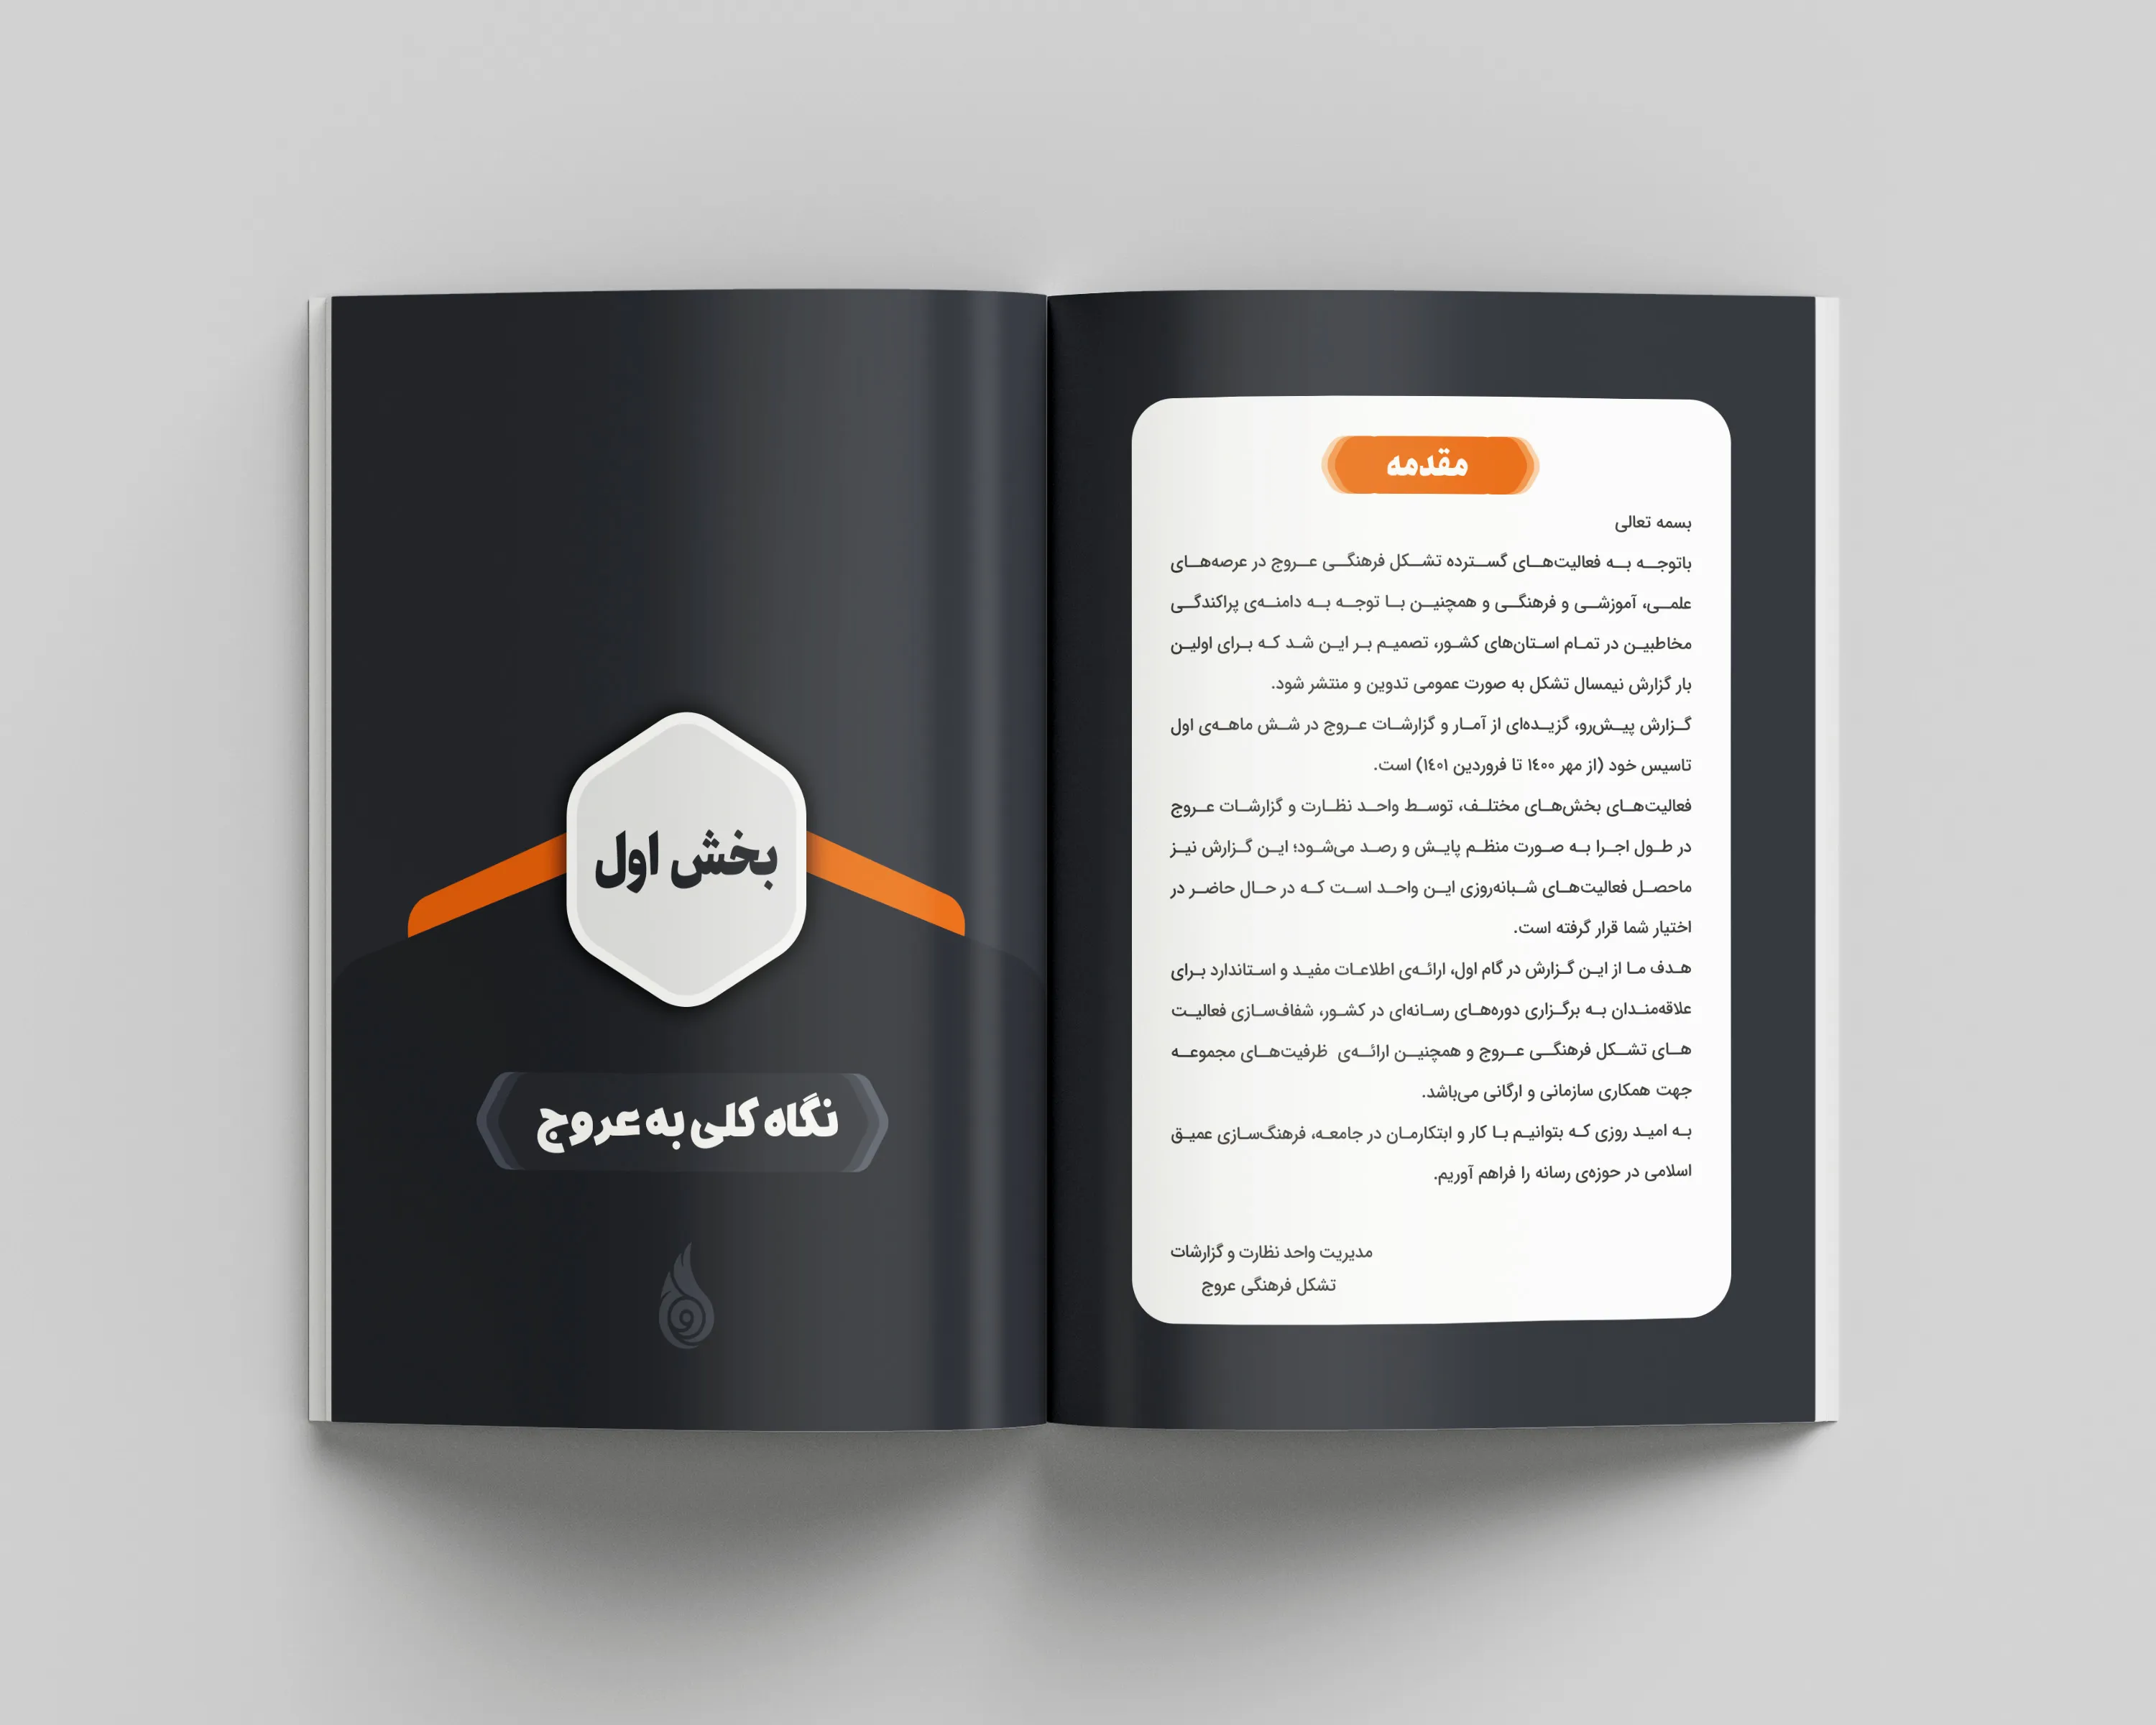 مقدمه
بسمه تعالی
باتوجه به فعالیت‌های گسترده تشکل فرهنگی عروج در عرصه‌های
علمی، آموزشی و فرهنگی و همچنین با توجه به دامنه‌ی پراکندگی
مخاطبین در تمام استان‌های کشور، تصمیم بر این شد که برای اولین
بار گزارش نیمسال تشکل به صورت عمومی تدوین و منتشر شود.
گزارش پیش‌رو، گزیده‌ای از آمار و گزارشات عروج در شش ماهه‌ی اول
تاسیس خود (از مهر ۱۴۰۰ تا فروردین ۱۴۰۱) است.
فعالیت‌های بخش‌های مختلف، توسط واحد نظارت و گزارشات عروج
در طول اجرا به صورت منظم پایش و رصد می‌شود؛ این گزارش نیز
ماحصل فعالیت‌های شبانه‌روزی این واحد است که در حال حاضر در
اختیار شما قرار گرفته است.
هدف ما از این گزارش در گام اول، ارائه‌ی اطلاعات مفید و استاندارد برای
علاقه‌مندان به برگزاری دوره‌های رسانه‌ای در کشور، شفاف‌سازی فعالیت
های تشکل فرهنگی عروج و همچنین ارائه‌ی ظرفیت‌های مجموعه
جهت همکاری سازمانی و ارگانی می‌باشد.
به امید روزی که بتوانیم با کار و ابتکارمان در جامعه، فرهنگ‌سازی عمیق
اسلامی در حوزه‌ی رسانه را فراهم آوریم.
مدیریت واحد نظارت و گزارشات
تشکل فرهنگی عروج
بخش اول
نگاه کلی به عروج